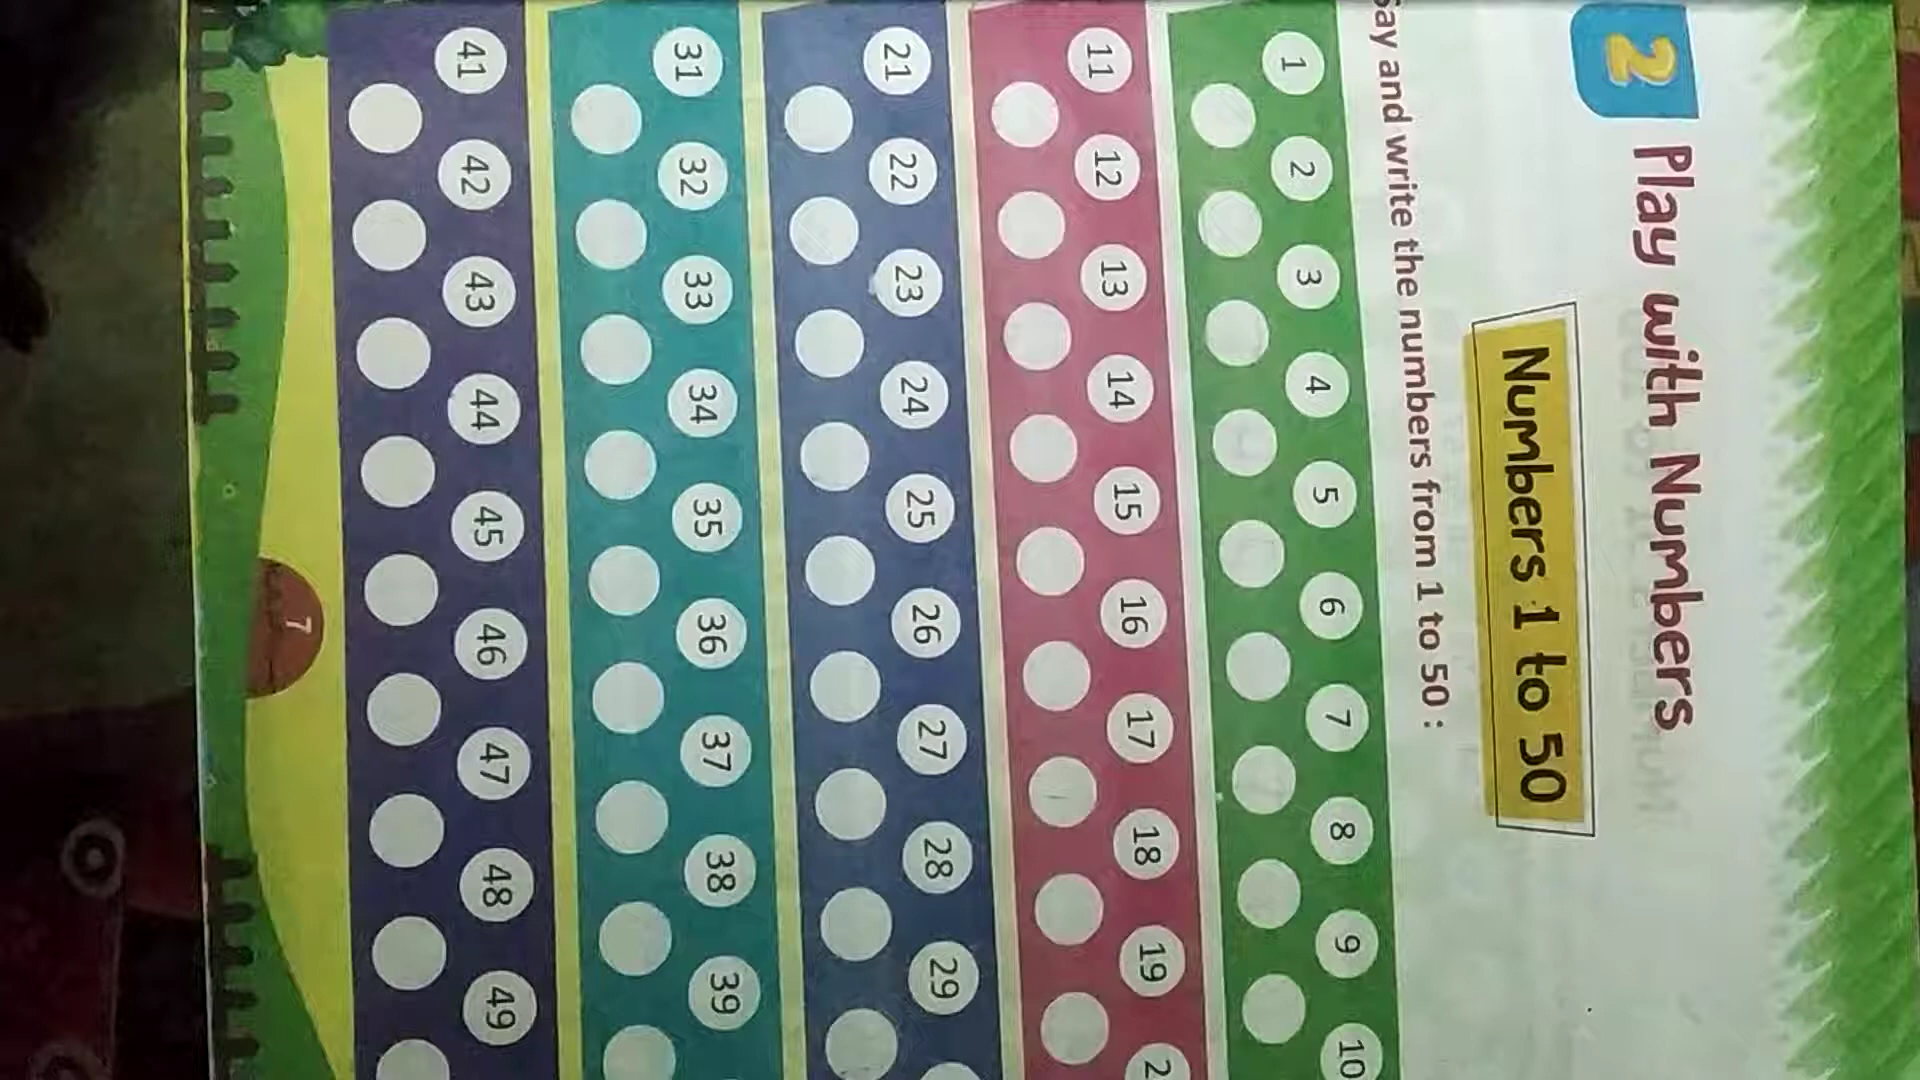 2
Play with Numbers
Numbers 1 to 50
Say and write the numbers from 1 to 50 :
1 2 3 4 5 6 7 8 9 10
11 12 13 14 15 16 17 18 19
21 22 23 24 25 26 27 28 29
31 32 33 34 35 36 37 38 39
41 42 43 44 45 46 47 48 49
7